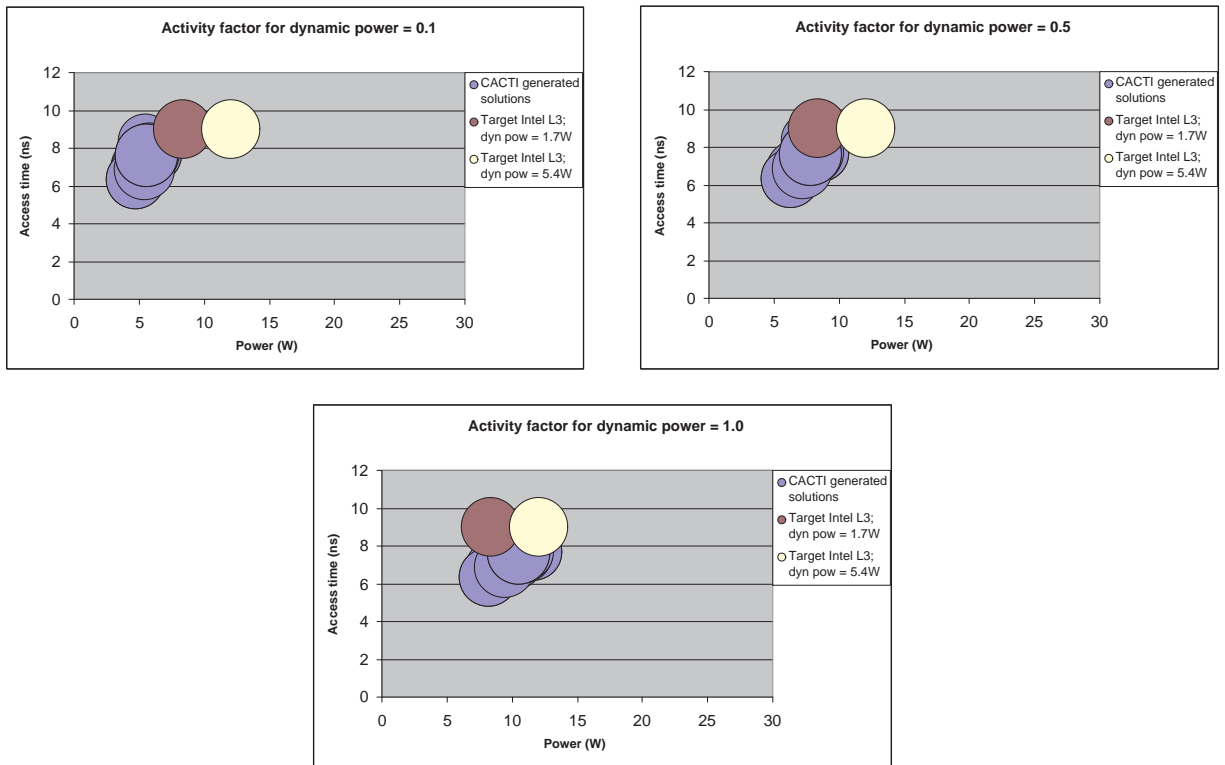 Activity factor for dynamic power = 0.1
12
10
8
6
4
2
0
Access time (ns)
0 5 10 15 20 25 30
Power (W)
CACTI generated
solutions
Target Intel L3;
dyn pow = 1.7W
Target Intel L3;
dyn pow = 5.4W
Activity factor for dynamic power = 0.5
12
10
8
6
4
2
0
Access time (ns)
0 5 10 15 20 25 30
Power (W)
CACTI generated
solutions
Target Intel L3;
dyn pow = 1.7W
Target Intel L3;
dyn pow = 5.4W
Activity factor for dynamic power = 1.0
12
10
8
6
4
2
0
Access time (ns)
0 5 10 15 20 25 30
Power (W)
CACTI generated
solutions
Target Intel L3;
dyn pow = 1.7W
Target Intel L3;
dyn pow = 5.4W